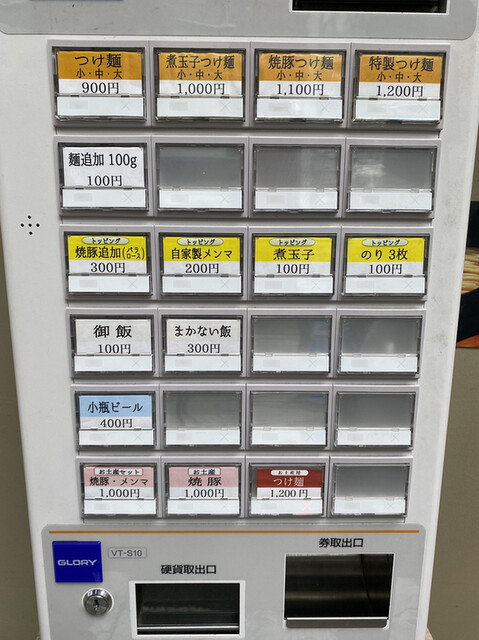 つけ麺
小・中・大
900円
煮玉子つけ麺
小・中・大
1,000円
焼豚つけ麺
小・中・大
1,100円
特製つけ麺
小・中・大
1,200円
麺追加 100g
100円
トッピング
焼豚追加(バラ ロース)
300円
トッピング
自家製メンマ
200円
トッピング
煮玉子
100円
トッピング
のり 3枚
100円
御飯
100円
まかない飯
300円
小瓶ビール
400円
お土産セット
焼豚・メンマ
1,000円
お土産
焼豚
1,000円
つけ麺
1,200円
GLORY
VT-S10
硬貨取出口
券取出口